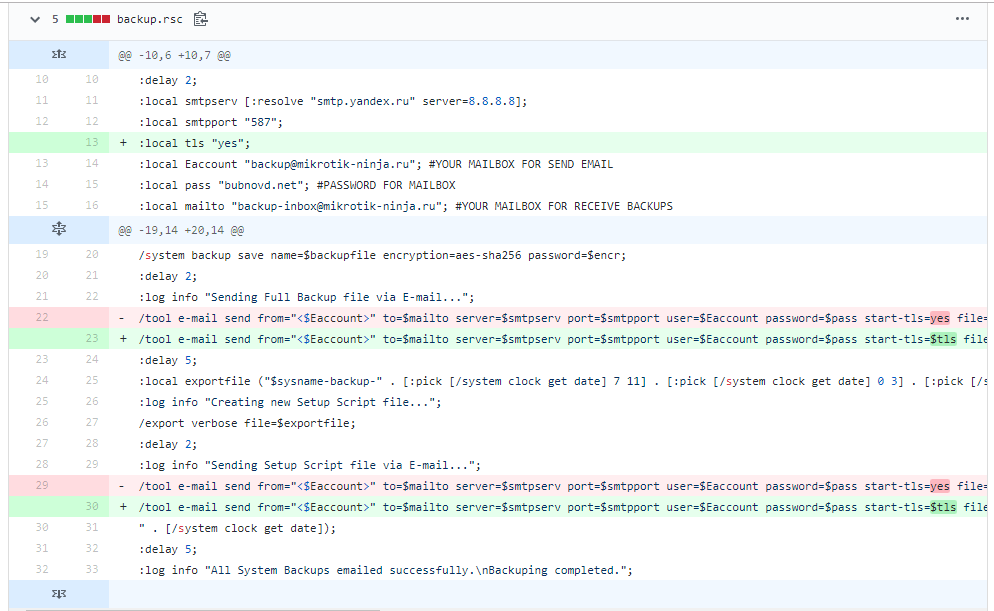 5 backup.rsc
@@ -10,6 +10,7 @@
10 10 :delay 2;
11 11 :local smtpserv [:resolve "smtp.yandex.ru" server=8.8.8.8];
12 12 :local smtpport "587";
13 + :local tls "yes";
13 14 :local Eaccount "backup@mikrotik-ninja.ru"; #YOUR MAILBOX FOR SEND EMAIL
14 15 :local pass "bubnovd.net"; #PASSWORD FOR MAILBOX
15 16 :local mailto "backup-inbox@mikrotik-ninja.ru"; #YOUR MAILBOX FOR RECEIVE BACKUPS
@@ -19,14 +20,14 @@
19 20 /system backup save name=$backupfile encryption=aes-sha256 password=$encr;
20 21 :delay 2;
21 22 :log info "Sending Full Backup file via E-mail...";
22 - /tool e-mail send from="<$Eaccount>" to=$mailto server=$smtpserv port=$smtpport user=$Eaccount password=$pass start-tls=yes file=
23 + /tool e-mail send from="<$Eaccount>" to=$mailto server=$smtpserv port=$smtpport user=$Eaccount password=$pass start-tls=$tls file
23 24 :delay 5;
24 25 :local exportfile ("$sysname-backup-" . [:pick [/system clock get date] 7 11] . [:pick [/system clock get date] 0 3] . [:pick [/s
25 26 :log info "Creating new Setup Script file...";
26 27 /export verbose file=$exportfile;
27 28 :delay 2;
28 29 :log info "Sending Setup Script file via E-mail...";
29 - /tool e-mail send from="<$Eaccount>" to=$mailto server=$smtpserv port=$smtpport user=$Eaccount password=$pass start-tls=yes file=
30 + /tool e-mail send from="<$Eaccount>" to=$mailto server=$smtpserv port=$smtpport user=$Eaccount password=$pass start-tls=$tls file
30 31 " . [/system clock get date]);
31 32 :delay 5;
32 33 :log info "All System Backups emailed successfully.\nBackuping completed.";